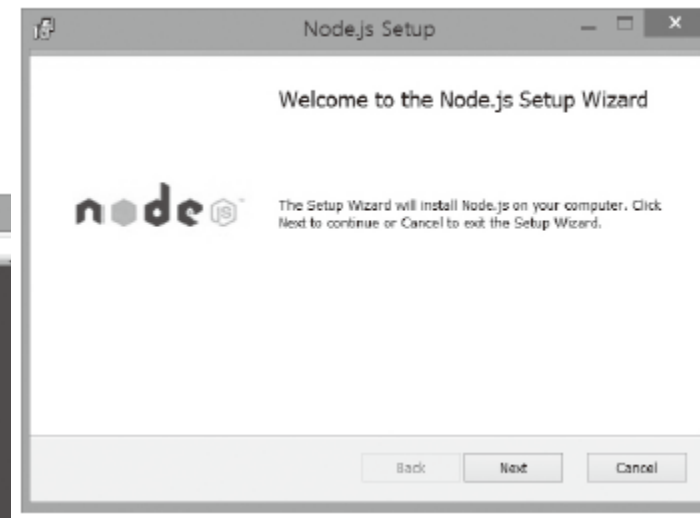 Node.js Setup
Welcome to the Node.js Setup Wizard
node JS™
The Setup Wizard will install Node.js on your computer. Click
Next to continue or Cancel to exit the Setup Wizard.
Back
Next
Cancel